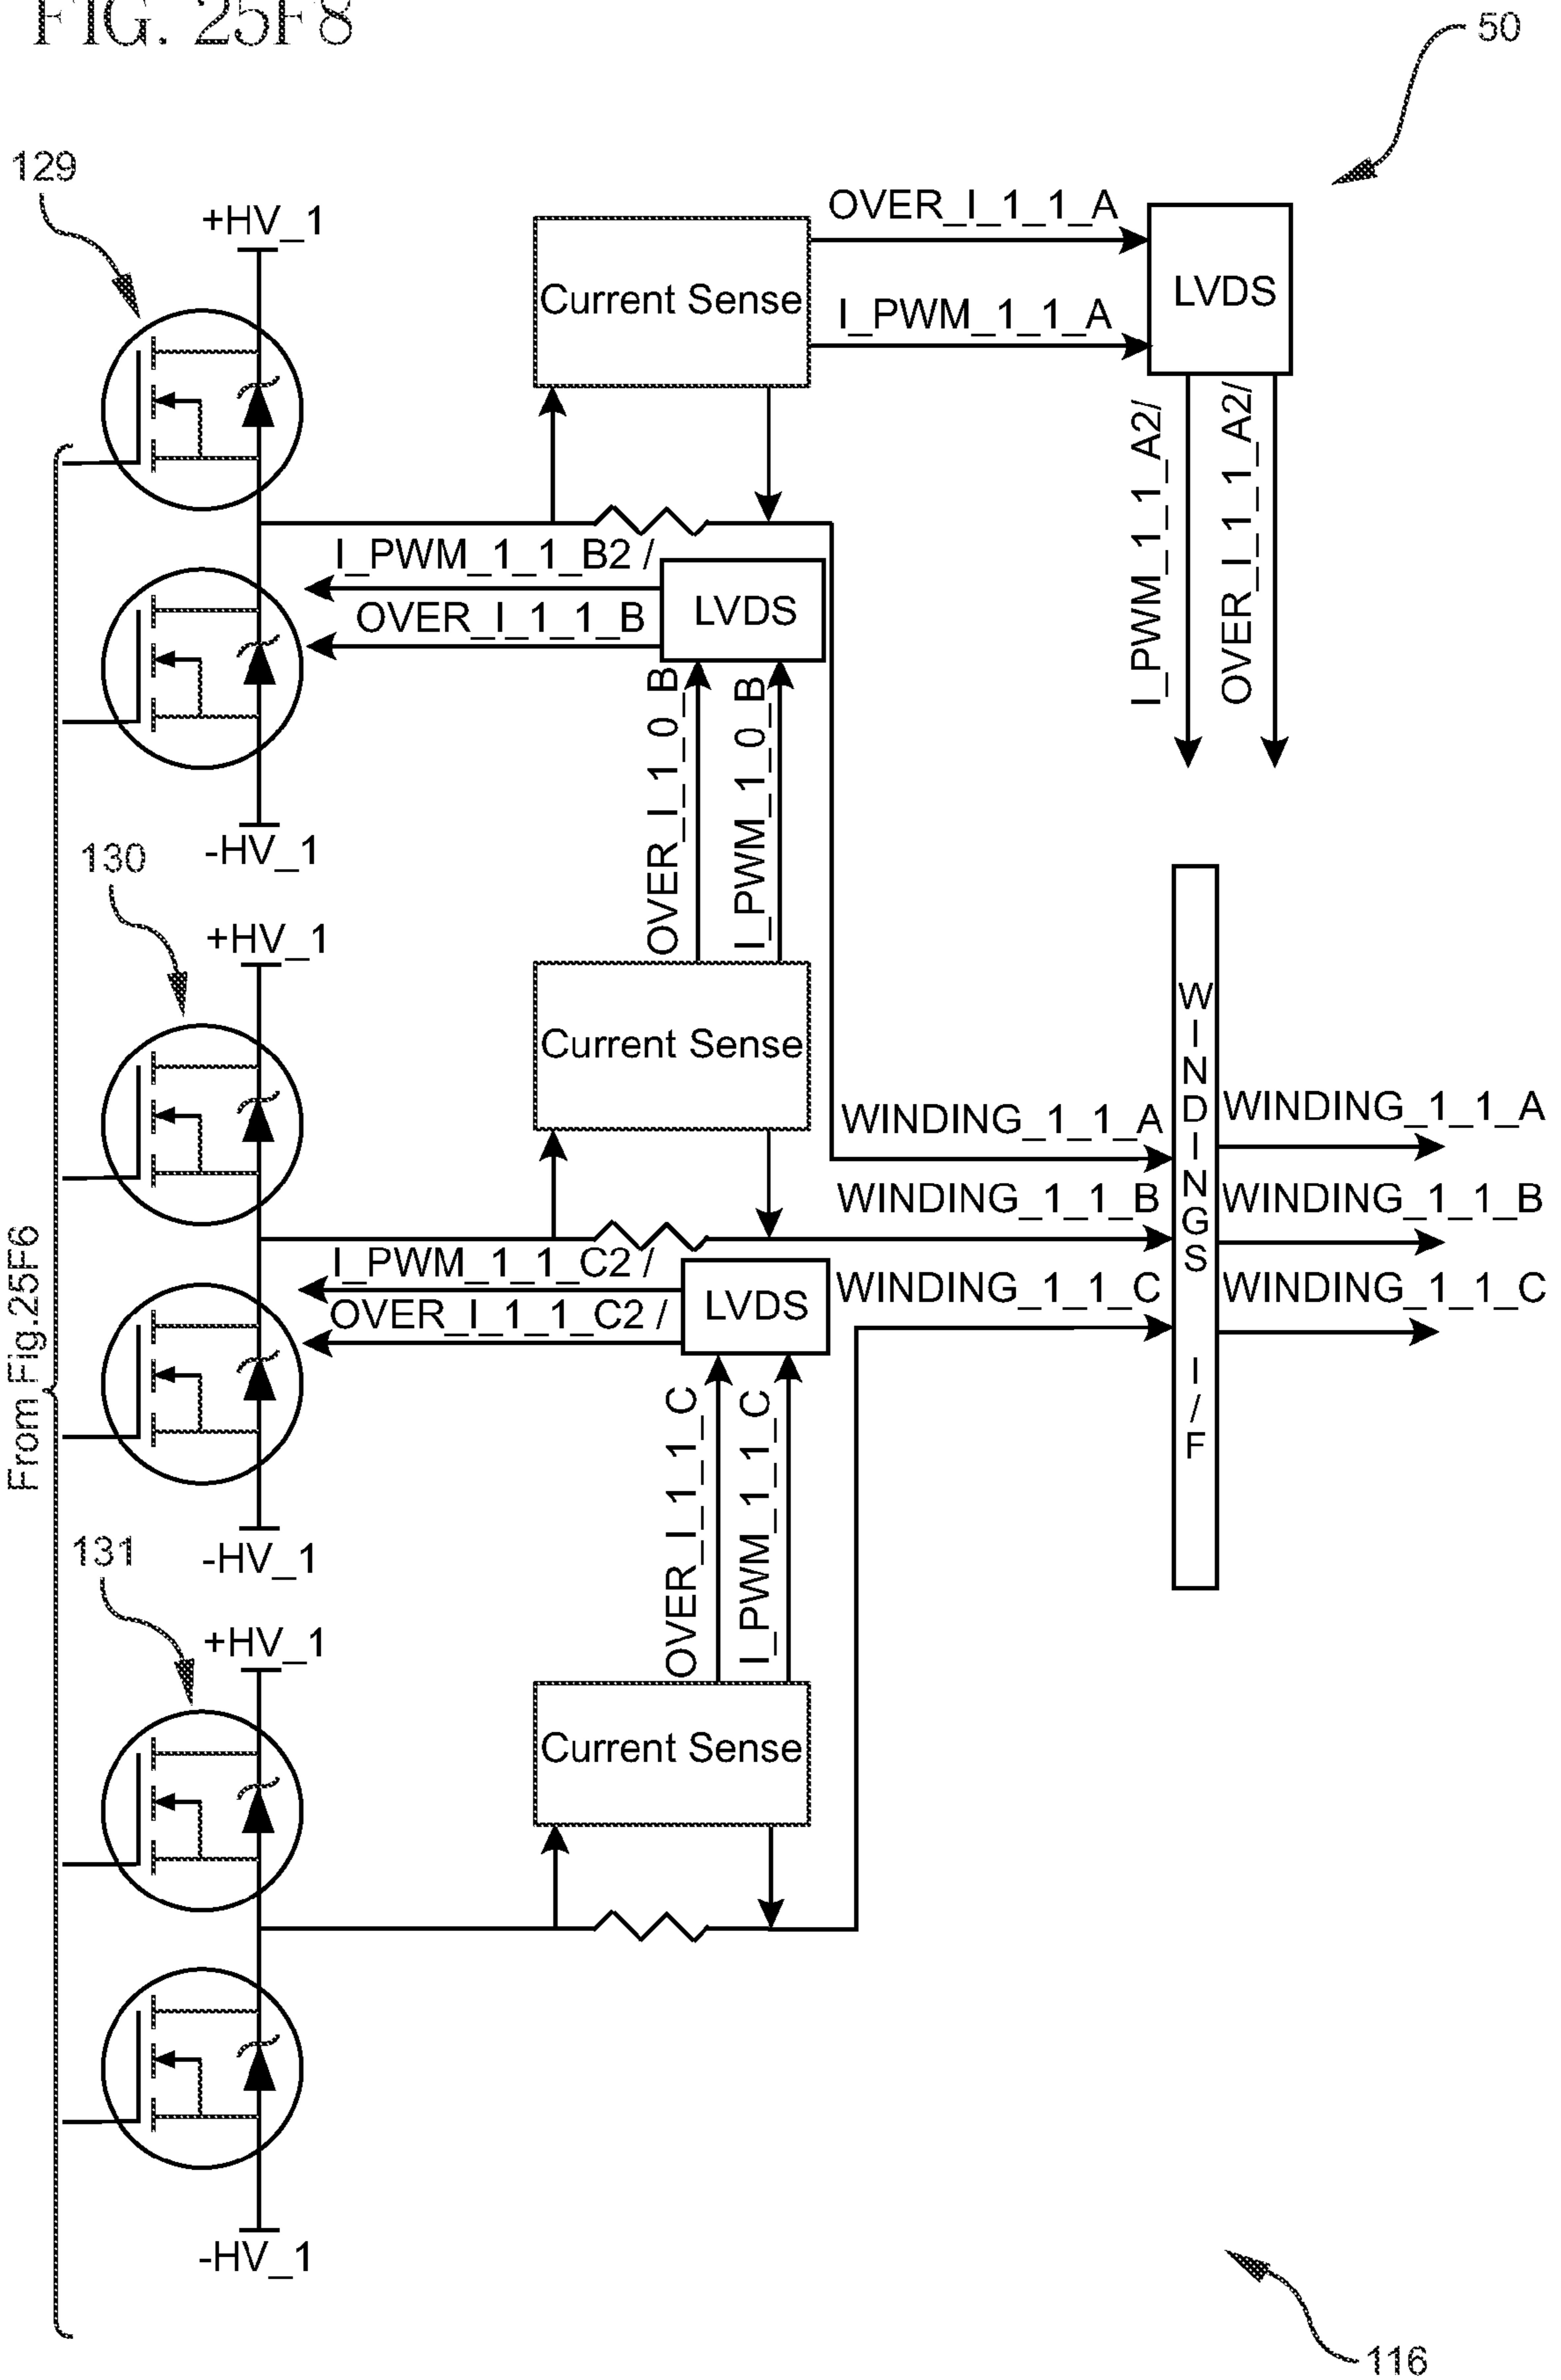 FIG. 25F8
50
129
+HV_1
OVER_I_1_1_A
Current Sense
LVDS
I_PWM_1_1_A
I_PWM_1_1_A2/
OVER_I_1_1_A2/
I_PWM_1_1_B2 /
OVER_I_1_1_B
LVDS
-HV_1
OVER_I_1_0_B
I_PWM_1_0_B
130
+HV_1
Current Sense
WINDINGS I/F
WINDING_1_1_A
WINDING_1_1_A
WINDING_1_1_B
WINDING_1_1_B
From Fig.25F6
I_PWM_1_1_C2 /
OVER_I_1_1_C2 /
LVDS
WINDING_1_1_C
WINDING_1_1_C
-HV_1
OVER_I_1_1_C
I_PWM_1_1_C
131
+HV_1
Current Sense
-HV_1
116